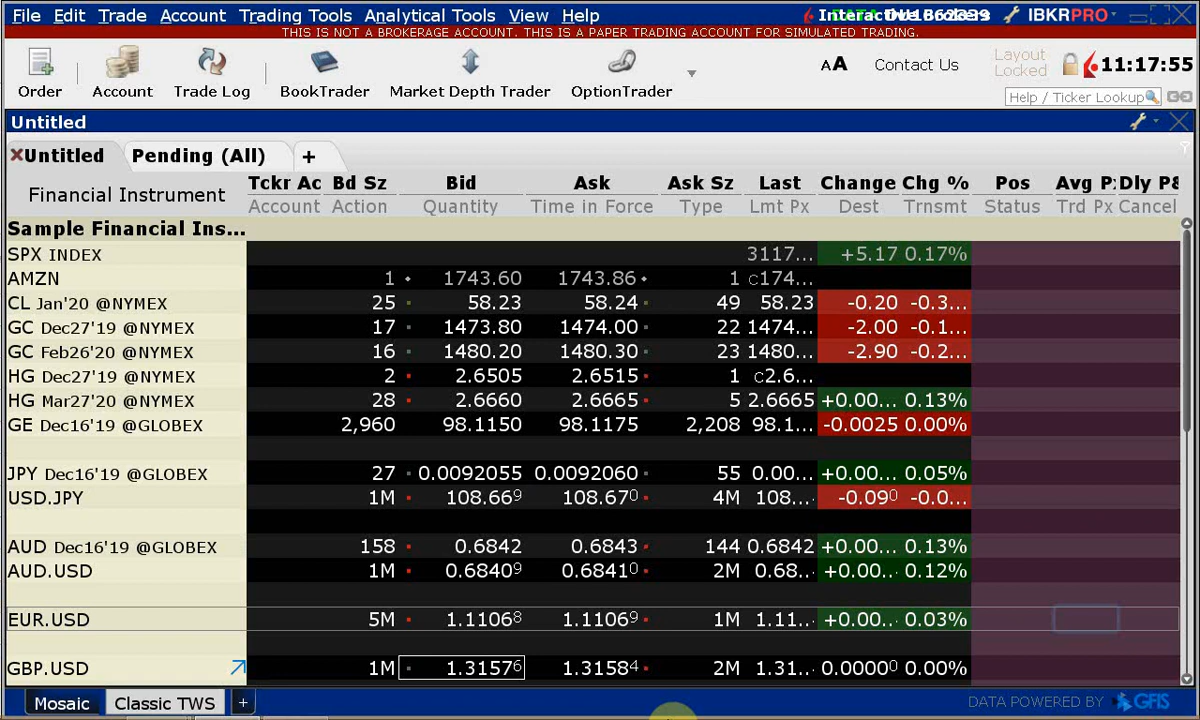 File Edit Trade Account Trading Tools Analytical Tools View Help Interactive Brokers IBKRPRO
THIS IS NOT A BROKERAGE ACCOUNT. THIS IS A PAPER TRADING ACCOUNT FOR SIMULATED TRADING.
Order Account Trade Log BookTrader Market Depth Trader OptionTrader AA Contact Us Layout Locked 11:17:55
Help / Ticker Lookup
Untitled
Untitled Pending (All) +
Financial Instrument
Tckr Ac Bd Sz Bid Ask Ask Sz Last Change Chg % Pos Avg P: Dly P&
Account Action Quantity Time in Force Type Lmt Px Dest Trnsmt Status Trd Px Cancel
Sample Financial Ins...
SPX INDEX 3117... +5.17 0.17%
AMZN 1 1743.60 1743.86 1 c174...
CL Jan'20 @NYMEX 25 58.23 58.24 49 58.23 -0.20 -0.3...
GC Dec27'19 @NYMEX 17 1473.80 1474.00 22 1474... -2.00 -0.1...
GC Feb26'20 @NYMEX 16 1480.20 1480.30 23 1480... -2.90 -0.2...
HG Dec27'19 @NYMEX 2 2.6505 2.6515 1 c2.6...
HG Mar27'20 @NYMEX 28 2.6660 2.6665 5 2.6665 +0.00... 0.13%
GE Dec16'19 @GLOBEX 2,960 98.1150 98.1175 2,208 98.1... -0.0025 0.00%
JPY Dec16'19 @GLOBEX 27 0.0092055 0.0092060 55 0.00... +0.00... 0.05%
USD.JPY 1M 108.669 108.670 4M 108... -0.090 -0.0...
AUD Dec16'19 @GLOBEX 158 0.6842 0.6843 144 0.6842 +0.00... 0.13%
AUD.USD 1M 0.68409 0.68410 2M 0.68... +0.00... 0.12%
EUR.USD 5M 1.11068 1.11069 1M 1.11... +0.00... 0.03%
GBP.USD 1M 1.31576 1.31584 2M 1.31... 0.00000 0.00%
Mosaic Classic TWS + DATA POWERED BY GFIS